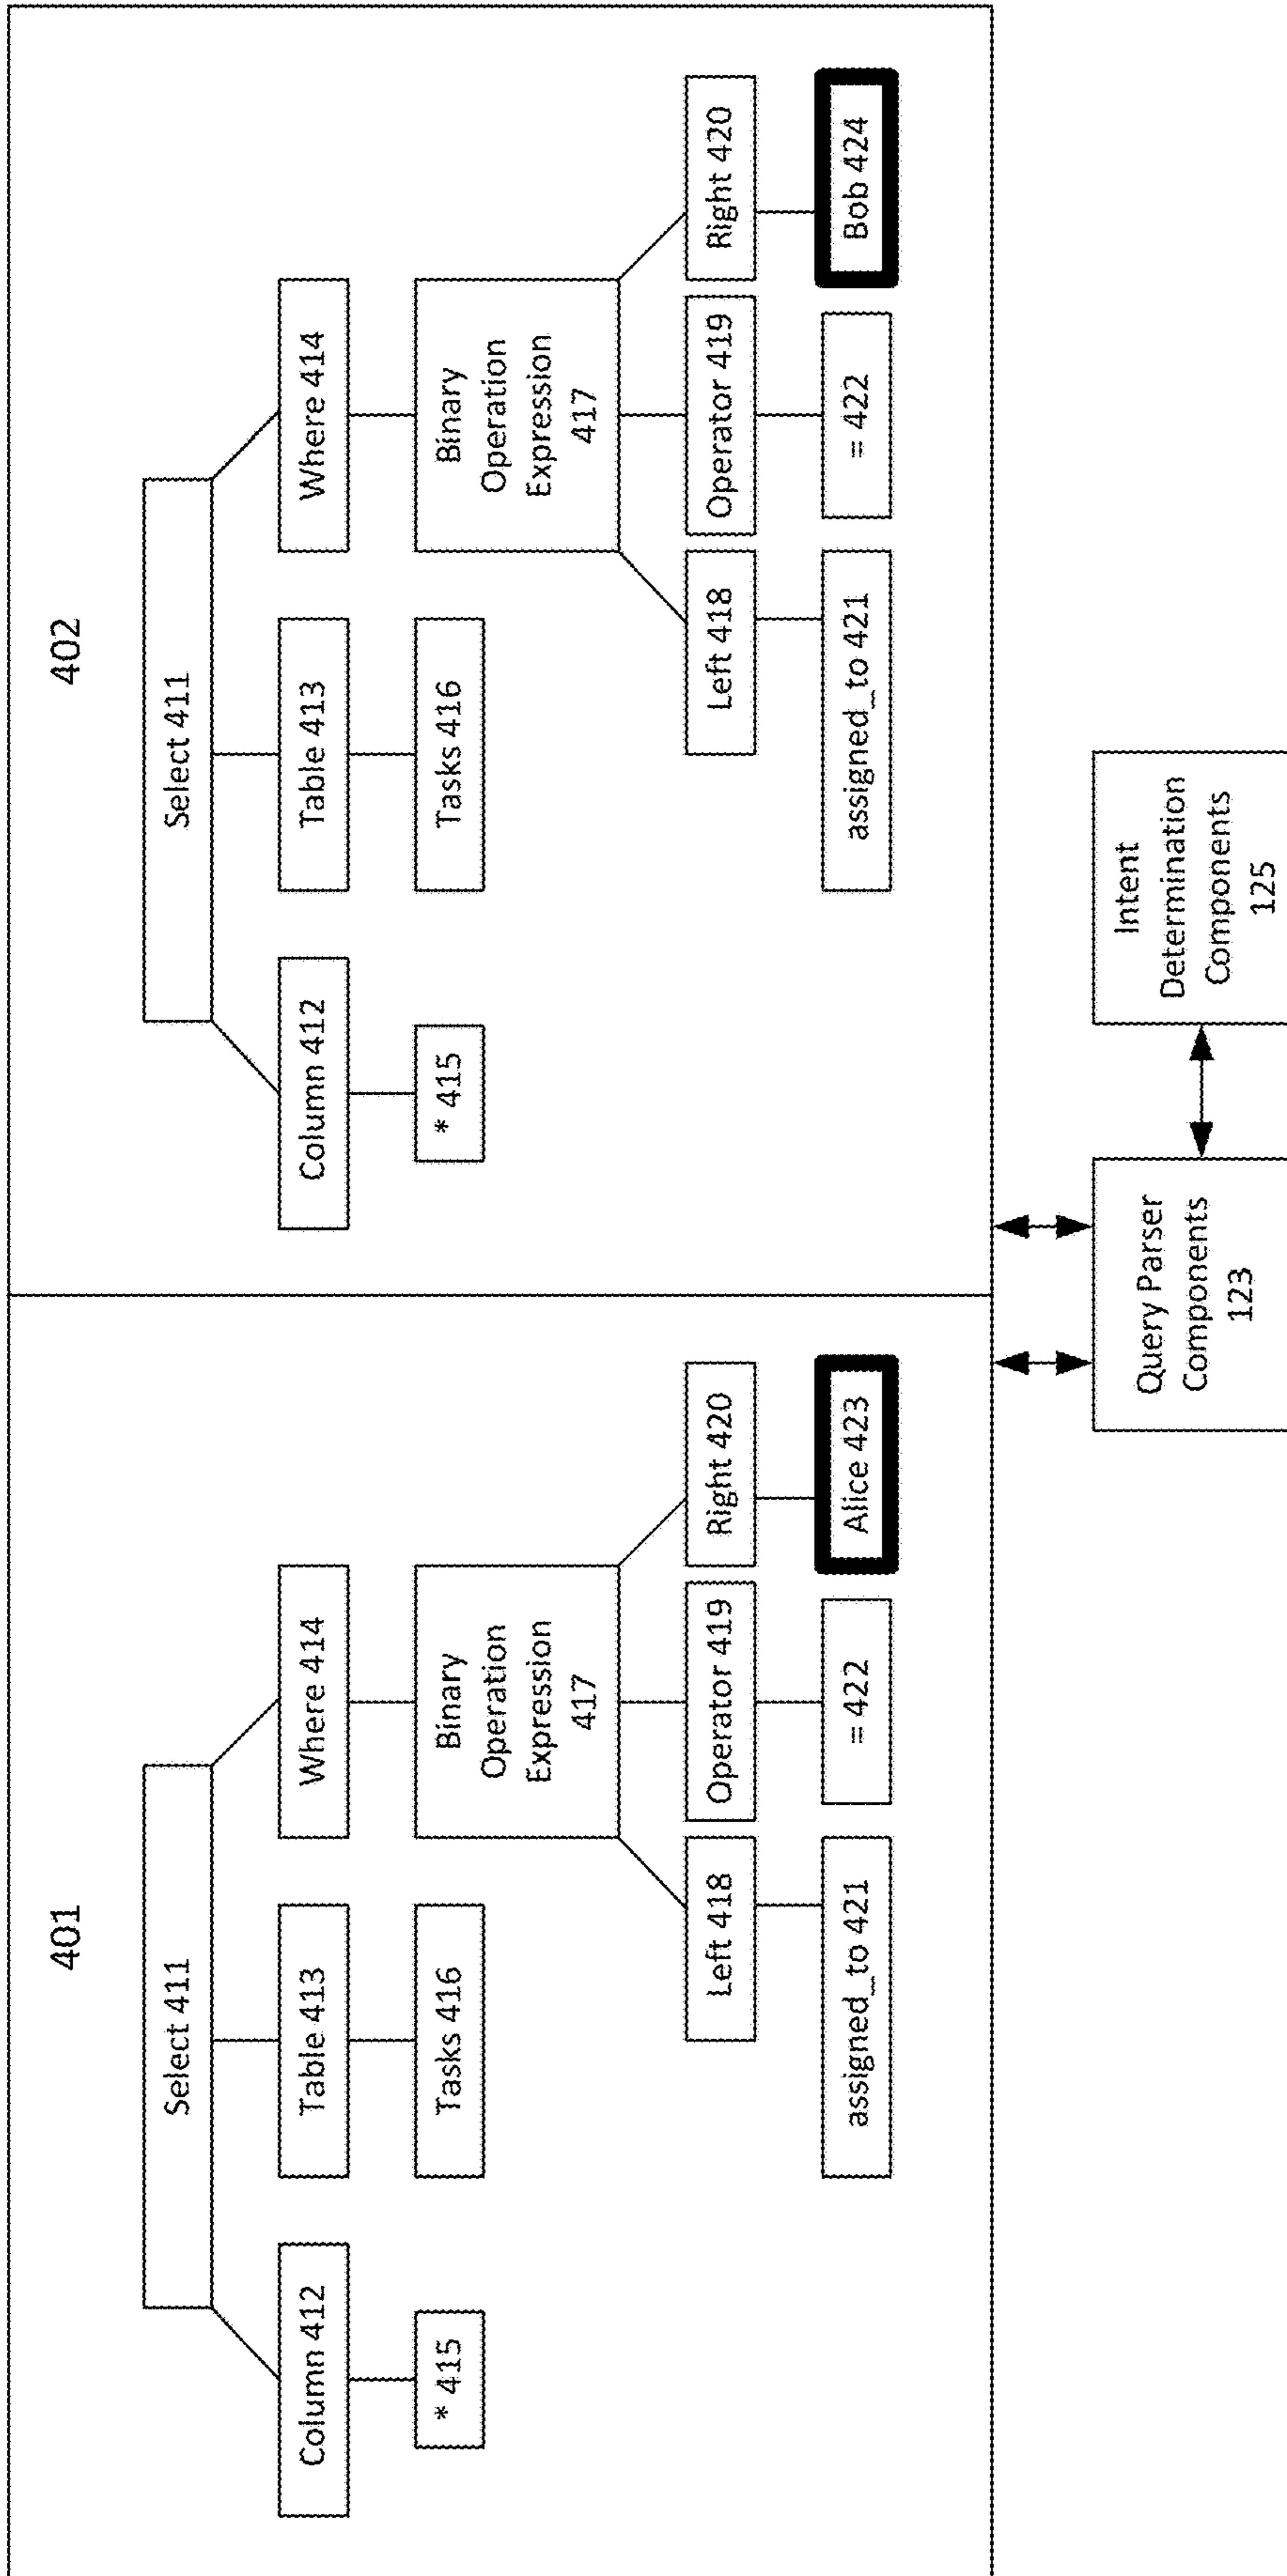 401
Select 411
Column 412
Table 413
Where 414
* 415
Tasks 416
Binary
Operation
Expression
417
Left 418
Operator 419
Right 420
assigned_to 421
= 422
Alice 423
402
Select 411
Column 412
Table 413
Where 414
* 415
Tasks 416
Binary
Operation
Expression
417
Left 418
Operator 419
Right 420
assigned_to 421
= 422
Bob 424
Query Parser
Components
123
Intent
Determination
Components
125